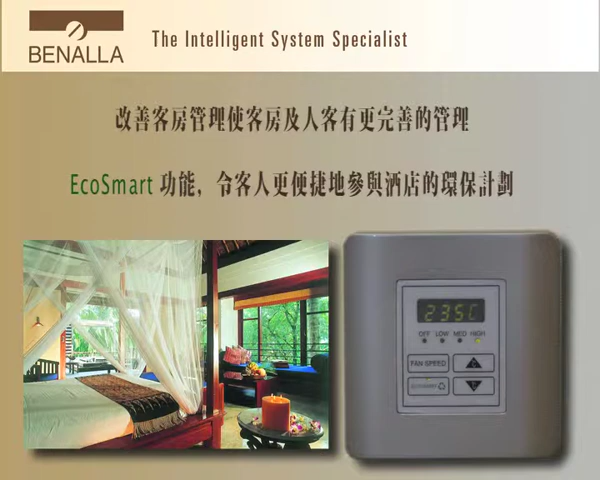 BENALLA
The Intelligent System Specialist
改善客房管理使客房及人客有更完善的管理
EcoSmart 功能，令客人更便捷地參與酒店的環保計劃
235C
OFF LOW MED HIGH
FAN SPEED
C
F